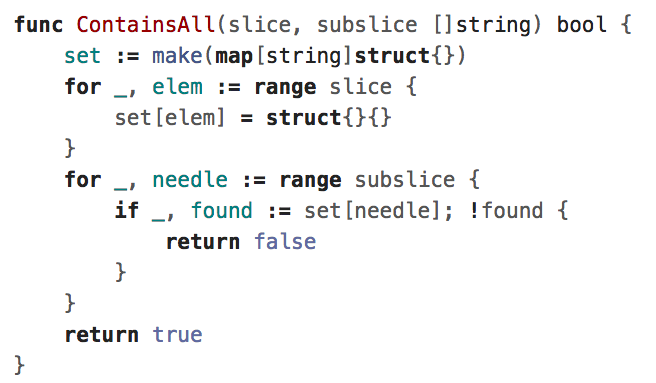 func ContainsAll(slice, subslice []string) bool {
    set := make(map[string]struct{})
    for _, elem := range slice {
        set[elem] = struct{}{}
    }
    for _, needle := range subslice {
        if _, found := set[needle]; !found {
            return false
        }
    }
    return true
}